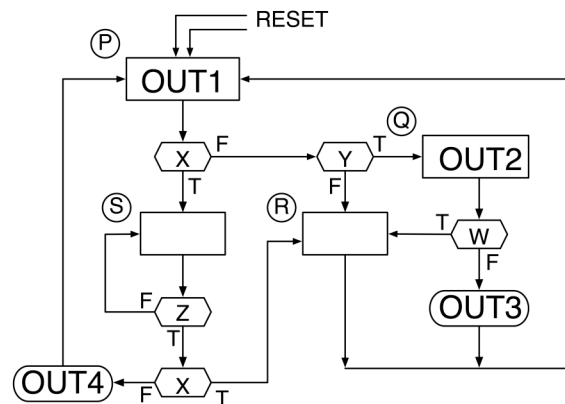 RESET
P
OUT1
Q
X F Y T OUT2
T F
S R
T W
F
F Z OUT3
T
OUT4 F X T